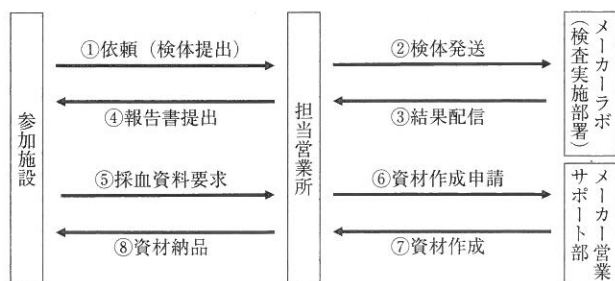 参加施設
①依頼（検体提出）
④報告書提出
⑤採血資料要求
⑧資材納品
担当営業所
②検体発送
③結果配信
⑥資材作成申請
⑦資材作成
メーカーラボ
（検査実施部署）
メーカー営業
サポート部